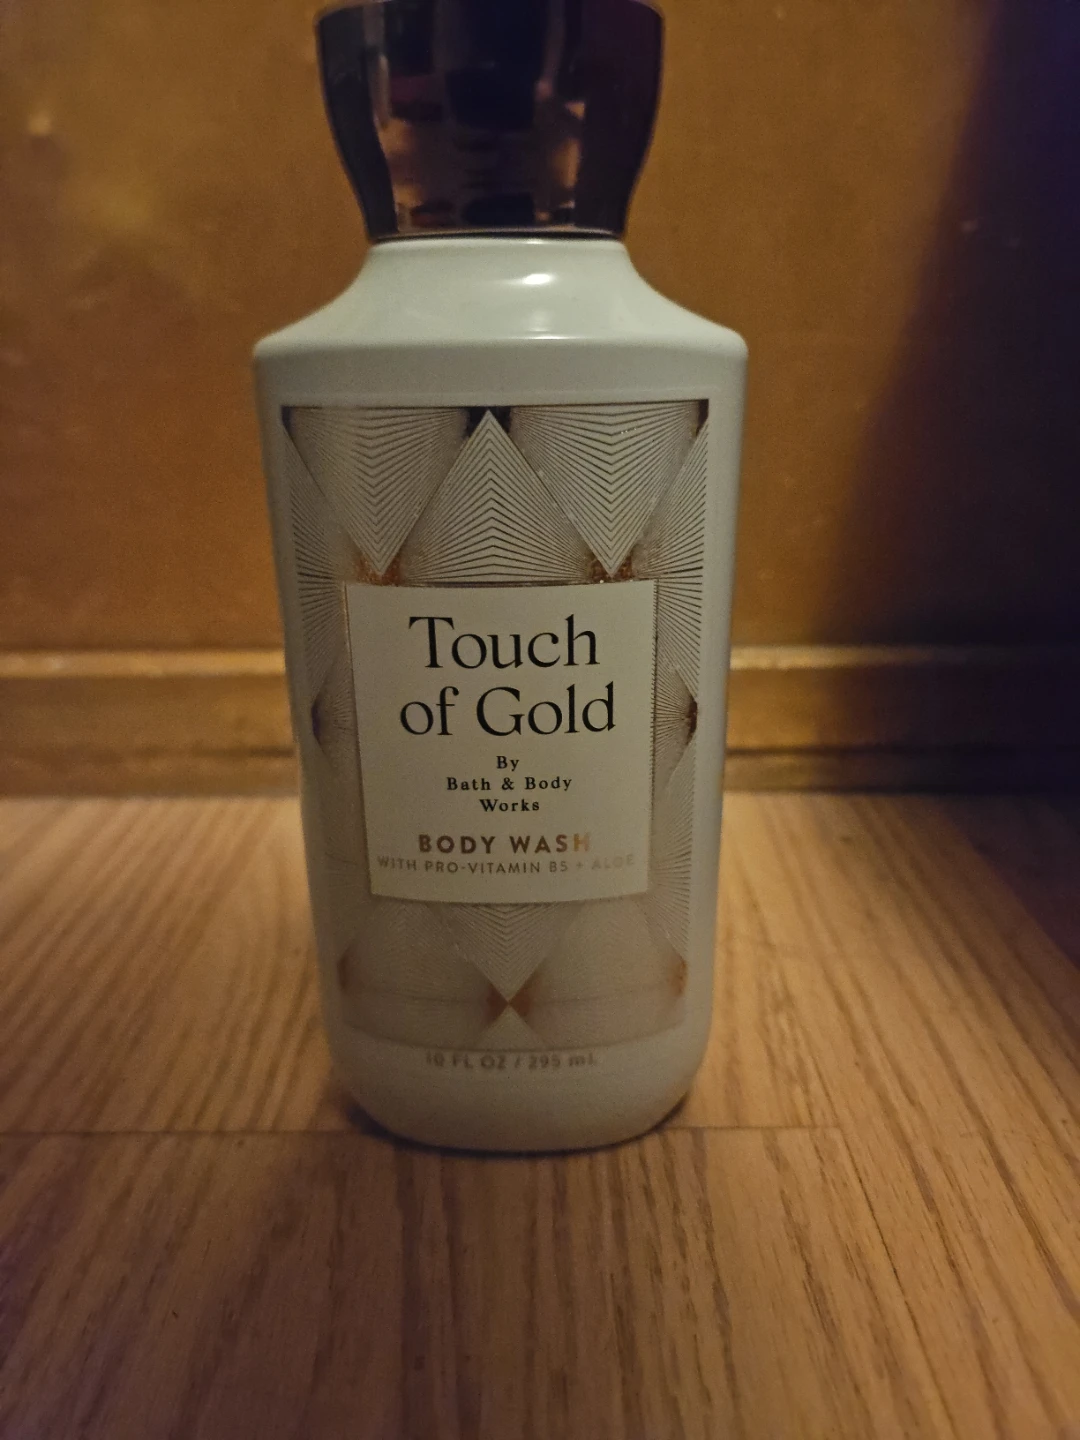 Touch
of Gold
By
Bath & Body
Works
BODY WASH
WITH PRO-VITAMIN B5 + ALOE
10 FL OZ / 295 mL